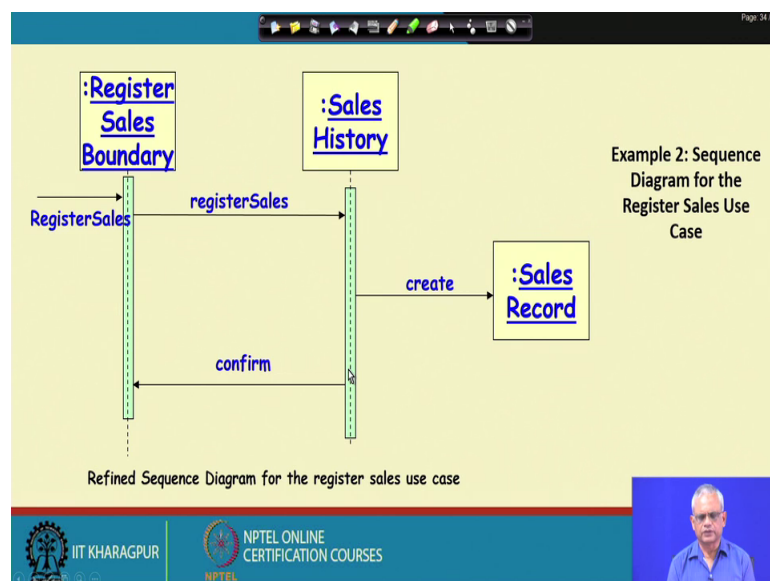 Page: 34
:Register
Sales
Boundary
:Sales
History
Example 2: Sequence
Diagram for the
Register Sales Use
Case
RegisterSales
registerSales
create
:Sales
Record
confirm
Refined Sequence Diagram for the register sales use case
IIT KHARAGPUR
NPTEL
NPTEL ONLINE
CERTIFICATION COURSES